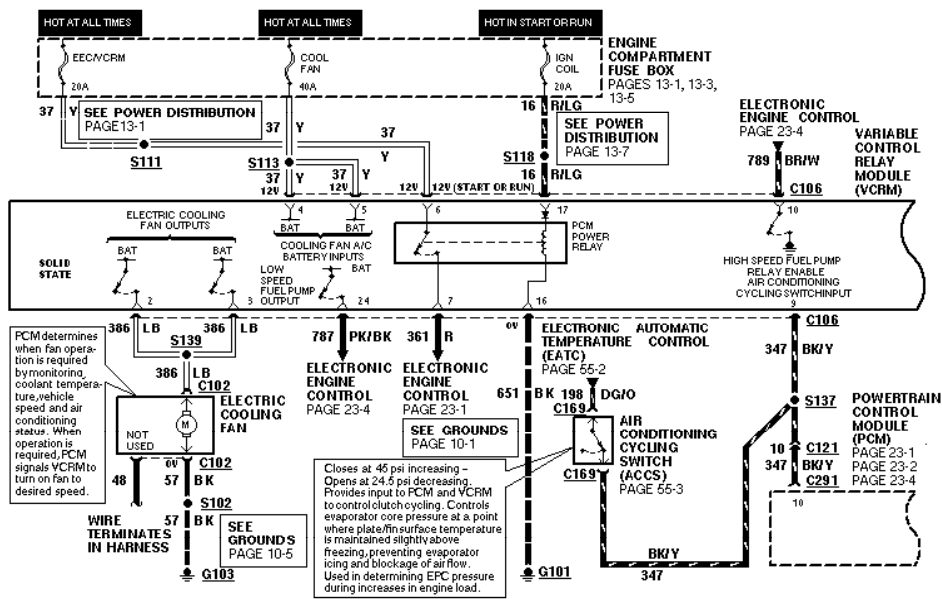 HOT AT ALL TIMES
HOT AT ALL TIMES
HOT IN START OR RUN
EEC/VCRM
20A
COOL
FAN
40A
IGN
COIL
20A
ENGINE
COMPARTMENT
FUSE BOX
PAGES 13-1, 13-3,
13-5
37 Y
SEE POWER DISTRIBUTION
PAGE13-1
37 Y
37
Y
16 R/LG
SEE POWER
DISTRIBUTION
PAGE 13-7
ELECTRONIC
ENGINE CONTROL
PAGE 23-4
VARIABLE
CONTROL
RELAY
MODULE
(VCRM)
S111
S113
S118
37 Y
37 Y
16 R/LG
789 BR/W
12V
12V
12V (START OR RUN)
C106
4
5
6
17
10
ELECTRIC COOLING
FAN OUTPUTS
BAT
BAT
BAT
BAT
COOLING FAN A/C
BATTERY INPUTS
PCM
POWER
RELAY
SOLID
STATE
LOW
SPEED
FUEL PUMP
OUTPUT
BAT
HIGH SPEED FUEL PUMP
RELAY ENABLE
AIR CONDITIONING
CYCLING SWITCHINPUT
2
3
24
7
16
9
386 LB
386 LB
0V
C106
PCM determines
when fan opera-
tion is required
by monitoring
coolant tempera-
ture,vehicle
speed and air
conditioning
status. When
operation is
required,PCM
signals VCRM to
turn on fan to
desired speed.
S139
386 LB
C102
787 PK/BK
361 R
ELECTRONIC
ENGINE
CONTROL
PAGE 23-4
ELECTRONIC
ENGINE
CONTROL
PAGE 23-1
ELECTRONIC AUTOMATIC
TEMPERATURE CONTROL
(EATC)
PAGE 55-2
347 BK/Y
651 BK
198 DG/O
C169
ELECTRIC
COOLING
FAN
M
NOT
USED
SEE GROUNDS
PAGE 10-1
AIR
CONDITIONING
CYCLING
SWITCH
(ACCS)
PAGE 55-3
S137
POWERTRAIN
CONTROL
MODULE
(PCM)
PAGE 23-1
PAGE 23-2
PAGE 23-4
10
C121
347 BK/Y
C291
10
0V
C102
48
57 BK
S102
57 BK
WIRE
TERMINATES
IN HARNESS
SEE
GROUNDS
PAGE 10-5
G103
Closes at 45 psi increasing –
Opens at 24.5 psi decreasing.
Provides input to PCM and VCRM
to control clutch cycling. Controls
evaporator core pressure at a point
where plate/fin surface temperature
is maintained slightly above
freezing,preventing evaporator
icing and blockage of airflow.
Used in determining EPC pressure
during increases in engine load.
C169
G101
BK/Y
347